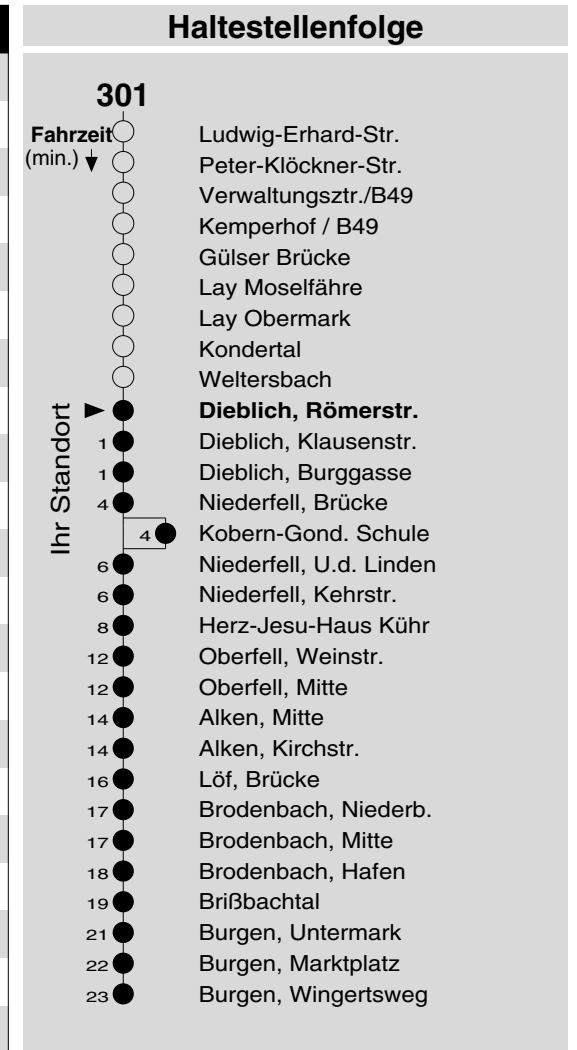 Haltestellenfolge
301
Fahrzeit
(min.)
Ludwig-Erhard-Str.
Peter-Klöckner-Str.
Verwaltungsztr./B49
Kemperhof / B49
Gülser Brücke
Lay Moselfähre
Lay Obermark
Kondertal
Weltersbach
Ihr Standort
Dieblich, Römerstr.
1 Dieblich, Klausenstr.
1 Dieblich, Burggasse
4 Niederfell, Brücke
4 Kobern-Gond. Schule
6 Niederfell, U.d. Linden
6 Niederfell, Kehrstr.
8 Herz-Jesu-Haus Kühr
12 Oberfell, Weinstr.
12 Oberfell, Mitte
14 Alken, Mitte
14 Alken, Kirchstr.
16 Löf, Brücke
17 Brodenbach, Niederb.
17 Brodenbach, Mitte
18 Brodenbach, Hafen
19 Brißbachtal
21 Burgen, Untermark
22 Burgen, Marktplatz
23 Burgen, Wingertsweg